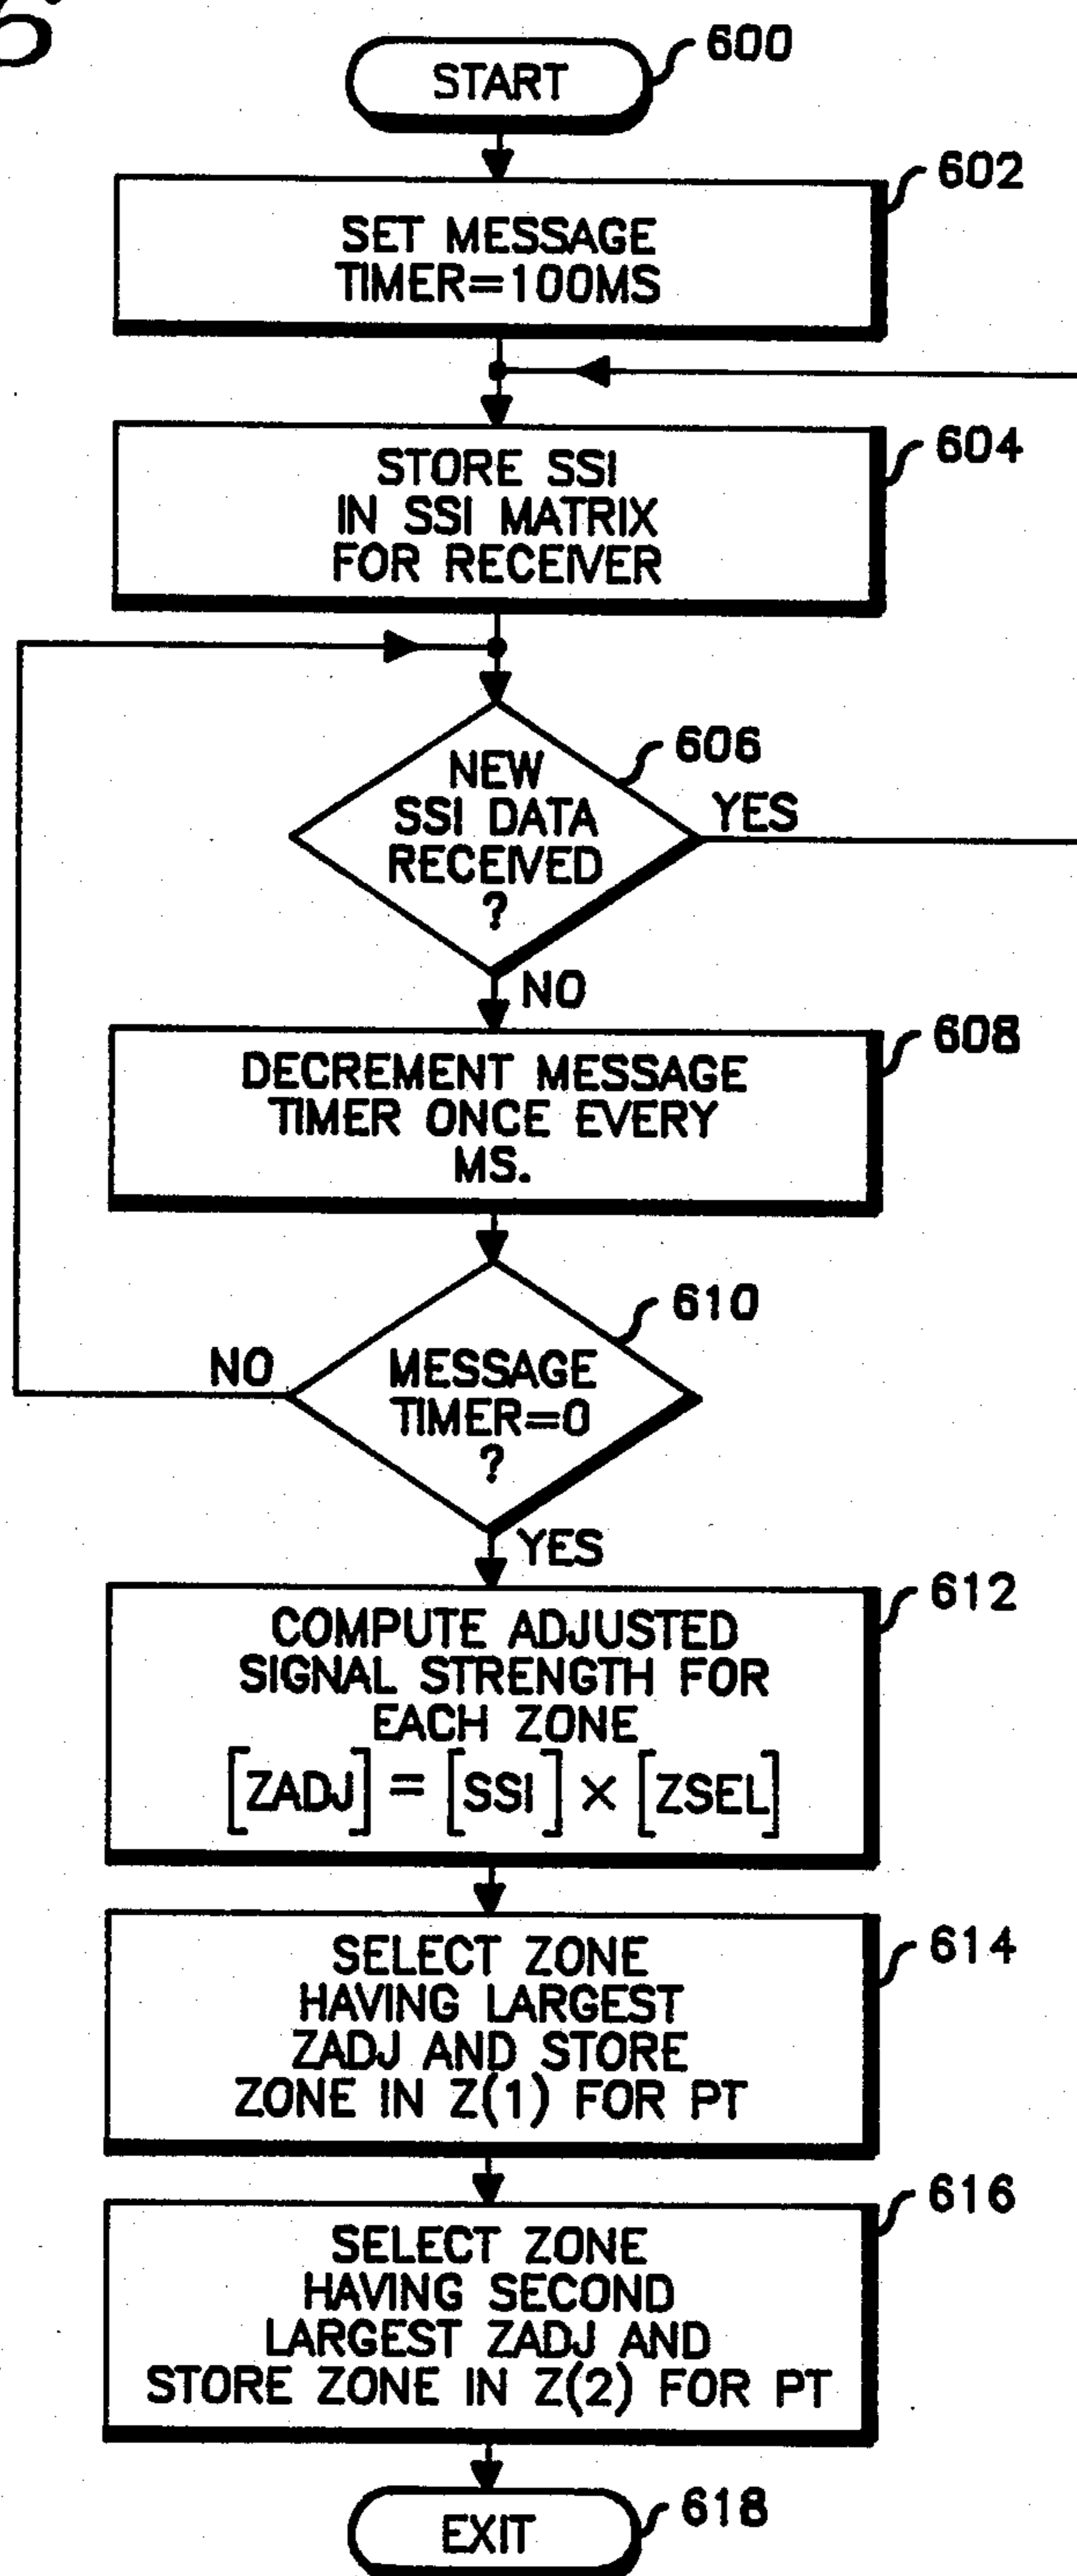 START
600
602
SET MESSAGE
TIMER=100MS
604
STORE SSI
IN SSI MATRIX
FOR RECEIVER
606
NEW
SSI DATA
RECEIVED
?
YES
NO
608
DECREMENT MESSAGE
TIMER ONCE EVERY
MS.
610
NO
MESSAGE
TIMER=0
?
YES
612
COMPUTE ADJUSTED
SIGNAL STRENGTH FOR
EACH ZONE
[ZADJ] = [SSI] × [ZSEL]
614
SELECT ZONE
HAVING LARGEST
ZADJ AND STORE
ZONE IN Z(1) FOR PT
616
SELECT ZONE
HAVING SECOND
LARGEST ZADJ AND
STORE ZONE IN Z(2) FOR PT
EXIT
618